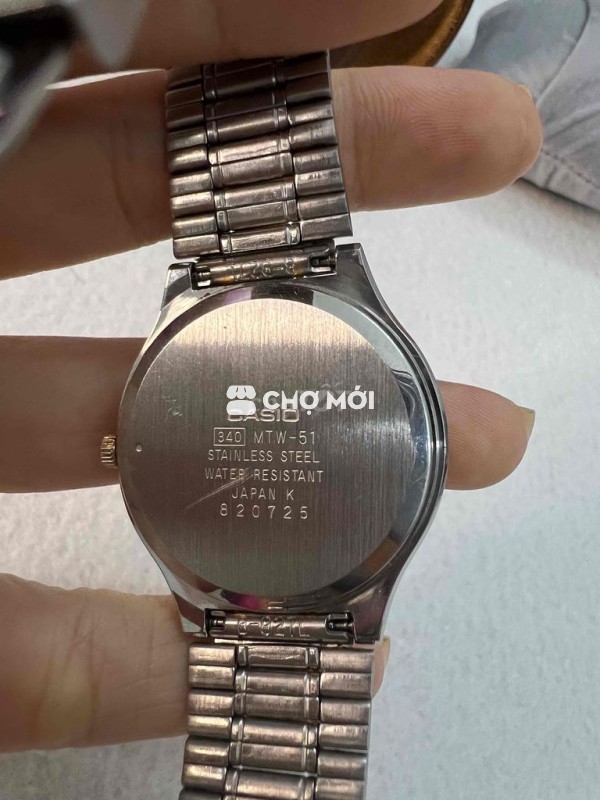 CHỢ MỚI
CASIO
340 MTW-51
STAINLESS STEEL
WATER RESISTANT
JAPAN K
820725